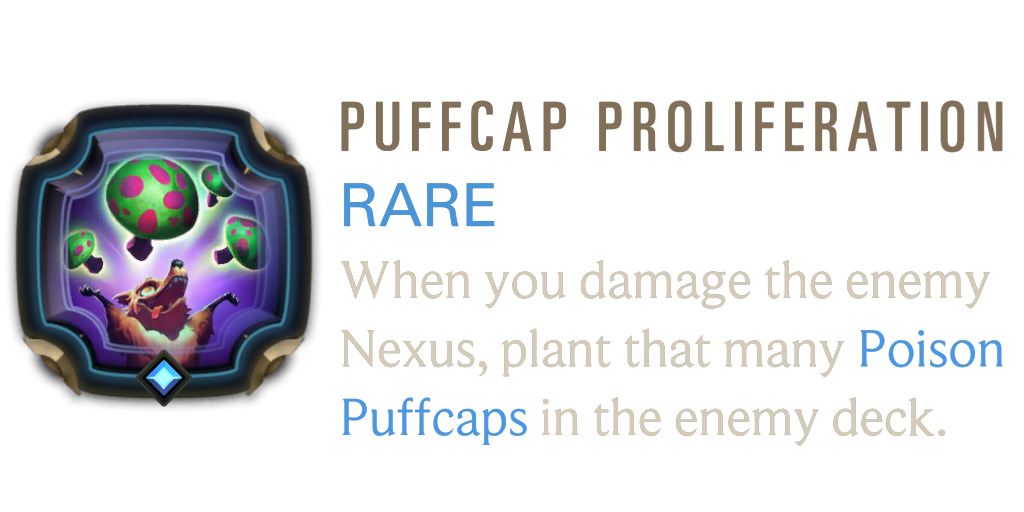 PUFFCAP PROLIFERATION
RARE
When you damage the enemy
Nexus, plant that many Poison
Puffcaps in the enemy deck.